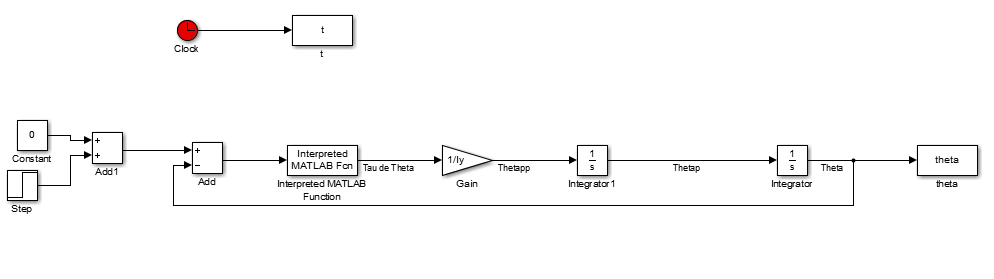 t
Clock
t
0
Constant
+
+
Add1
Step
+
−
Add
Interpreted
MATLAB Fcn
Interpreted MATLAB
Function
Tau de Theta
1/Iy
Gain
Thetapp
1
s
Integrator1
Thetap
1
s
Integrator
Theta
theta
theta